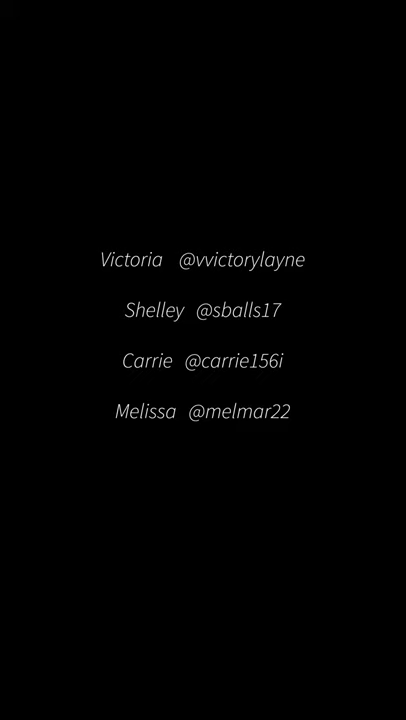 Victoria @vvictorylayne
Shelley @sballs17
Carrie @carrie156i
Melissa @melmar22